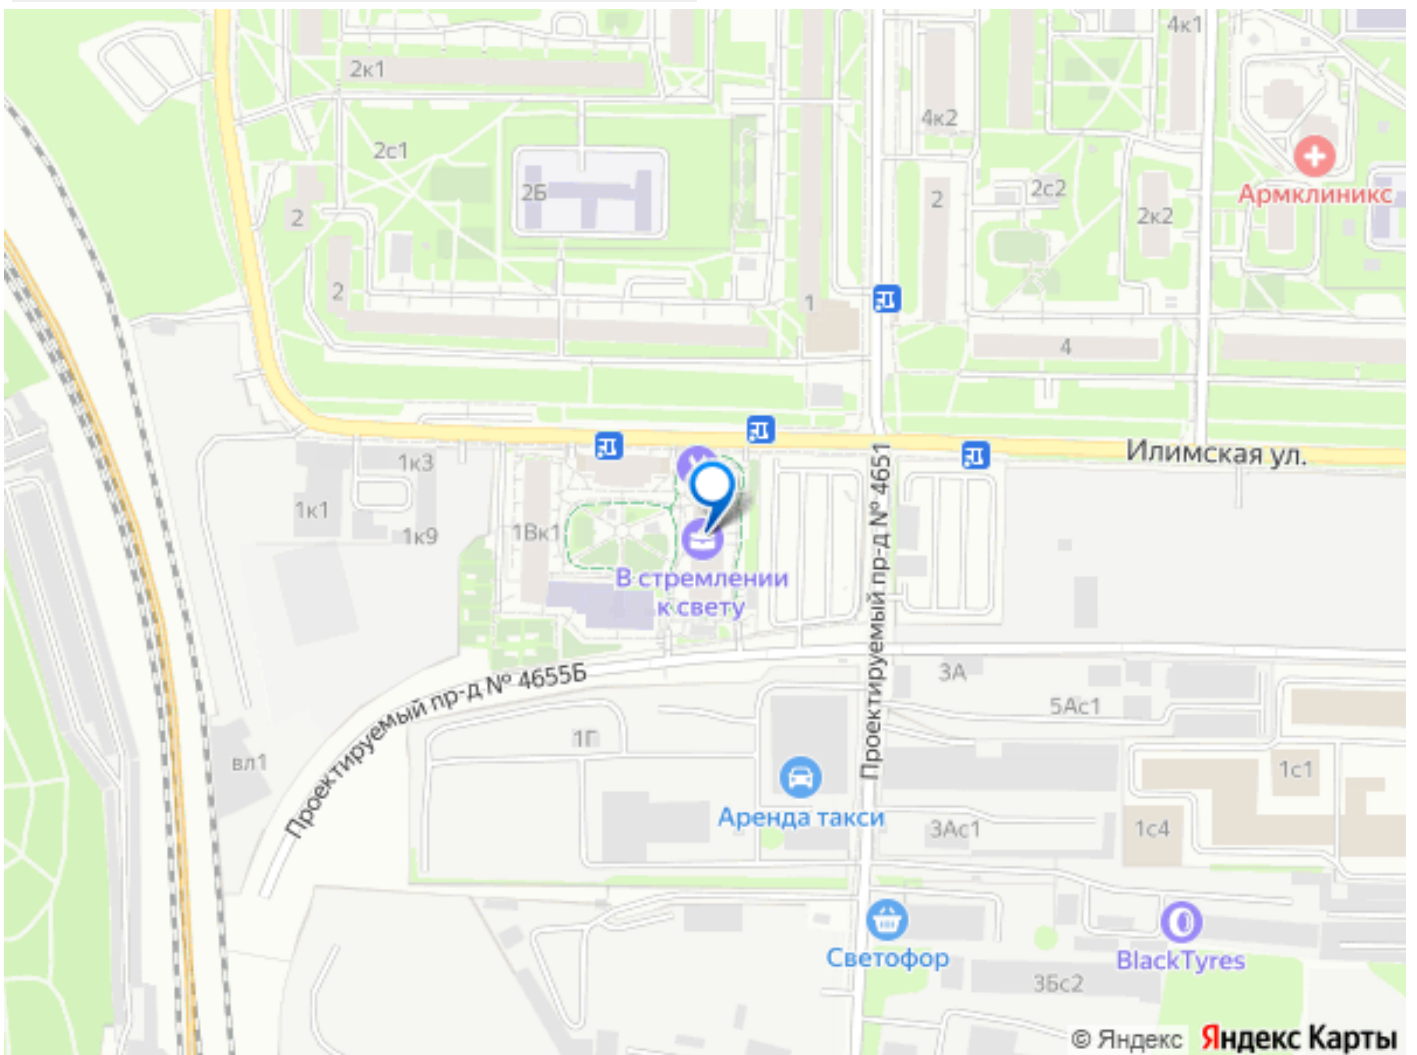 4к1
2к1
4к2
2с1
Армклиникс
2Б
2
2с2
2к2
2
2
1
4
Илимская ул.
1к3
1к1
1к9
1Вк1
В стремлении
к свету
Проектируемый пр-д № 4651
Проектируемый пр-д № 4655Б
3А
5Ас1
1Г
вл1
1с1
Аренда такси
3Ас1
1с4
Светофор
BlackTyres
3Бс2
© Яндекс Яндекс Карты